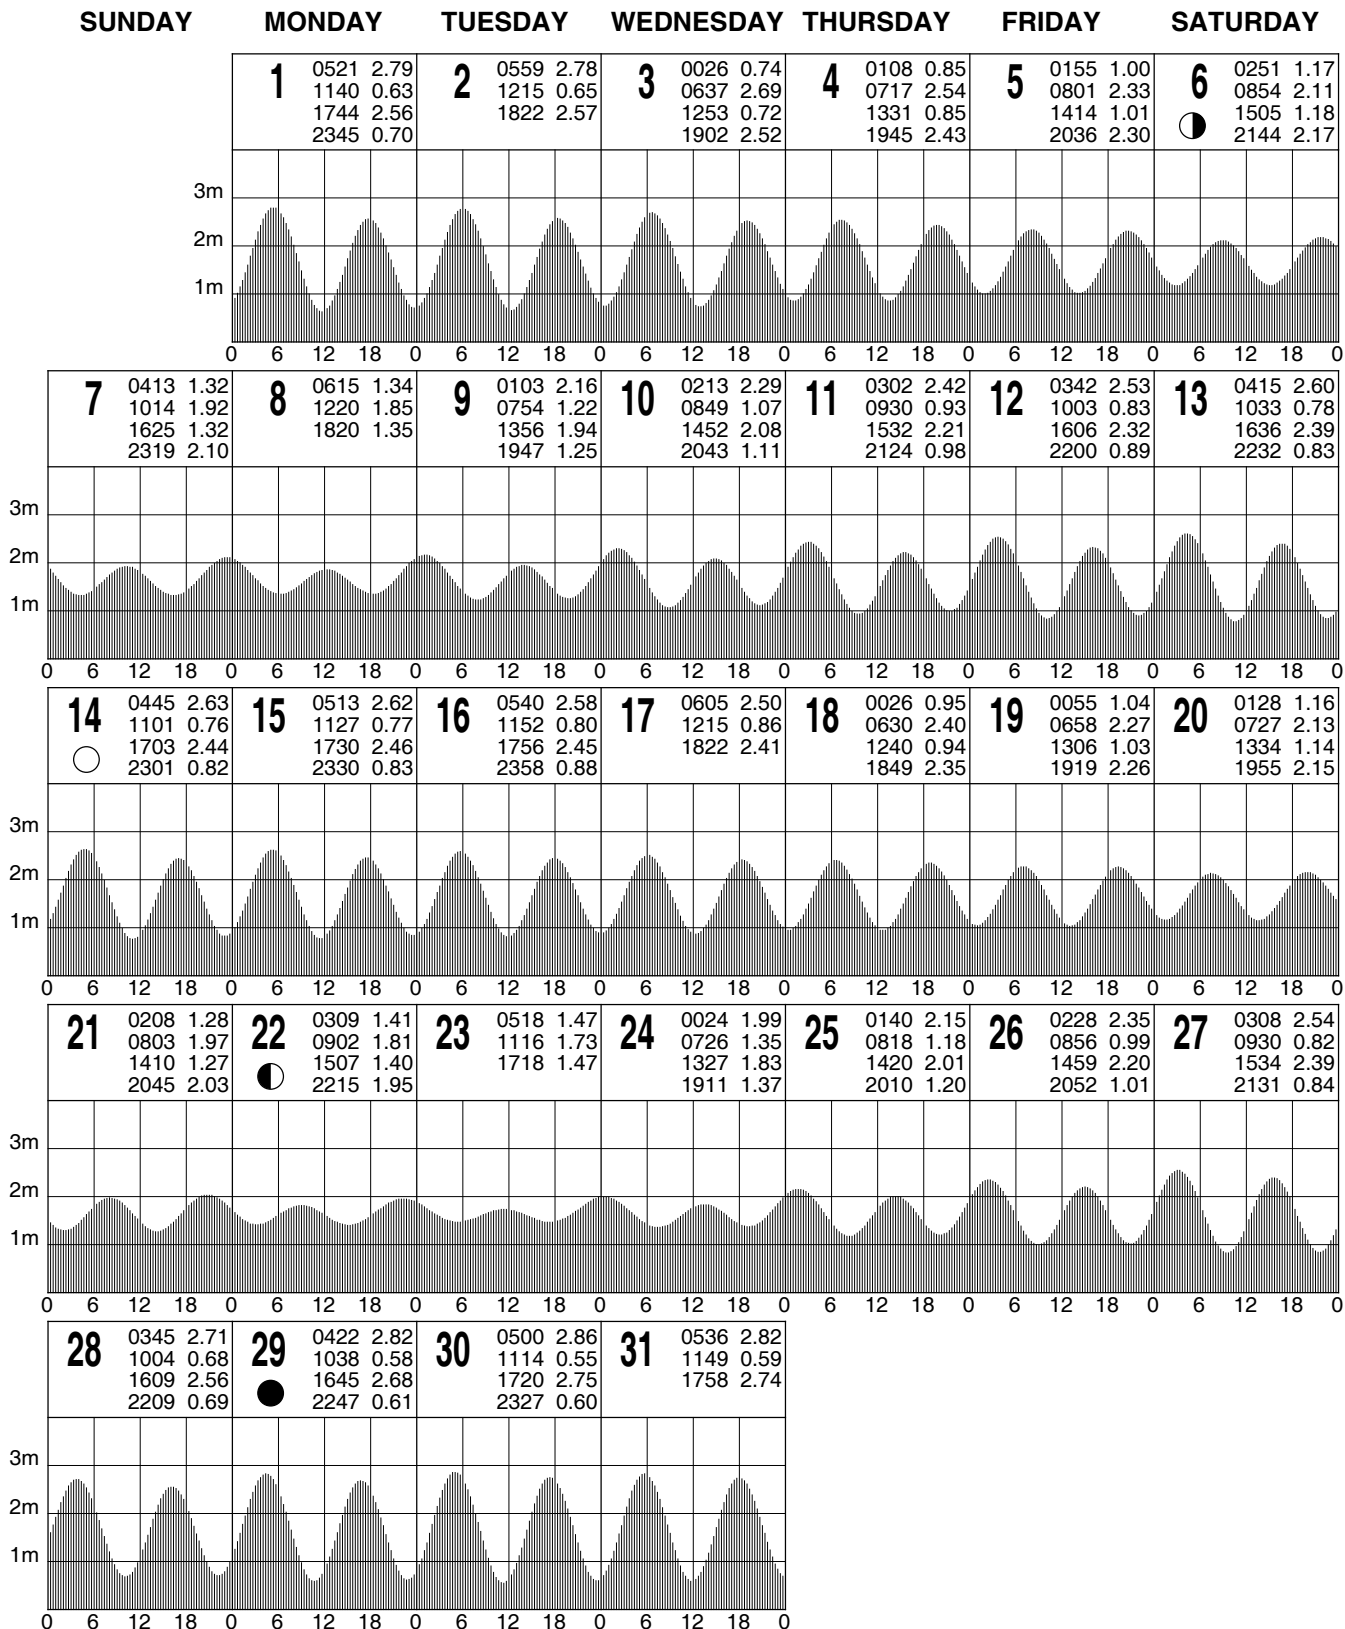 SUNDAY MONDAY TUESDAY WEDNESDAY THURSDAY FRIDAY SATURDAY
1 0521 2.79 2 0559 2.78 3 0026 0.74 4 0108 0.85 5 0155 1.00 6 0251 1.17
1140 0.63 1215 0.65 0637 2.69 0717 2.54 0801 2.33 0854 2.11
1744 2.56 1822 2.57 1253 0.72 1331 0.85 1414 1.01 1505 1.18
2345 0.70 1902 2.52 1945 2.43 2036 2.30 2144 2.17
3m
2m
1m
0 6 12 18 0 6 12 18 0 6 12 18 0 6 12 18 0 6 12 18 0 6 12 18 0
7 0413 1.32 8 0615 1.34 9 0103 2.16 10 0213 2.29 11 0302 2.42 12 0342 2.53 13 0415 2.60
1014 1.92 1220 1.85 0754 1.22 0849 1.07 0930 0.93 1003 0.83 1033 0.78
1625 1.32 1820 1.35 1356 1.94 1452 2.08 1532 2.21 1606 2.32 1636 2.39
2319 2.10 1947 1.25 2043 1.11 2124 0.98 2200 0.89 2232 0.83
3m
2m
1m
0 6 12 18 0 6 12 18 0 6 12 18 0 6 12 18 0 6 12 18 0 6 12 18 0 6 12 18 0
14 0445 2.63 15 0513 2.62 16 0540 2.58 17 0605 2.50 18 0026 0.95 19 0055 1.04 20 0128 1.16
1101 0.76 1127 0.77 1152 0.80 1215 0.86 0630 2.40 0658 2.27 0727 2.13
1703 2.44 1730 2.46 1756 2.45 1822 2.41 1240 0.94 1306 1.03 1334 1.14
2301 0.82 2330 0.83 2358 0.88 1849 2.35 1919 2.26 1955 2.15
3m
2m
1m
0 6 12 18 0 6 12 18 0 6 12 18 0 6 12 18 0 6 12 18 0 6 12 18 0 6 12 18 0
21 0208 1.28 22 0309 1.41 23 0518 1.47 24 0024 1.99 25 0140 2.15 26 0228 2.35 27 0308 2.54
0803 1.97 0902 1.81 1116 1.73 0726 1.35 0818 1.18 0856 0.99 0930 0.82
1410 1.27 1507 1.40 1718 1.47 1327 1.83 1420 2.01 1459 2.20 1534 2.39
2045 2.03 2215 1.95 1911 1.37 2010 1.20 2052 1.01 2131 0.84
3m
2m
1m
0 6 12 18 0 6 12 18 0 6 12 18 0 6 12 18 0 6 12 18 0 6 12 18 0 6 12 18 0
28 0345 2.71 29 0422 2.82 30 0500 2.86 31 0536 2.82
1004 0.68 1038 0.58 1114 0.55 1149 0.59
1609 2.56 1645 2.68 1720 2.75 1758 2.74
2209 0.69 2247 0.61 2327 0.60
3m
2m
1m
0 6 12 18 0 6 12 18 0 6 12 18 0 6 12 18 0